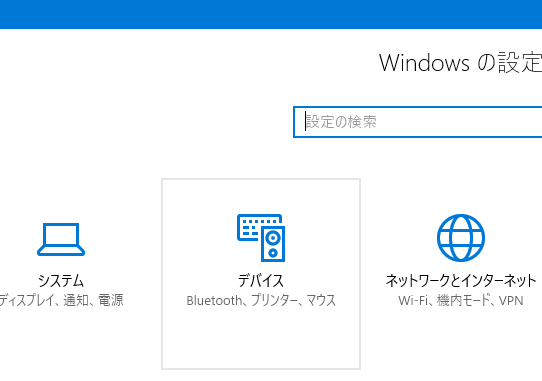 Windows の設定
設定の検索
システム
ディスプレイ、通知、電源
デバイス
Bluetooth、プリンター、マウス
ネットワークとインターネット
Wi-Fi、機内モード、VPN